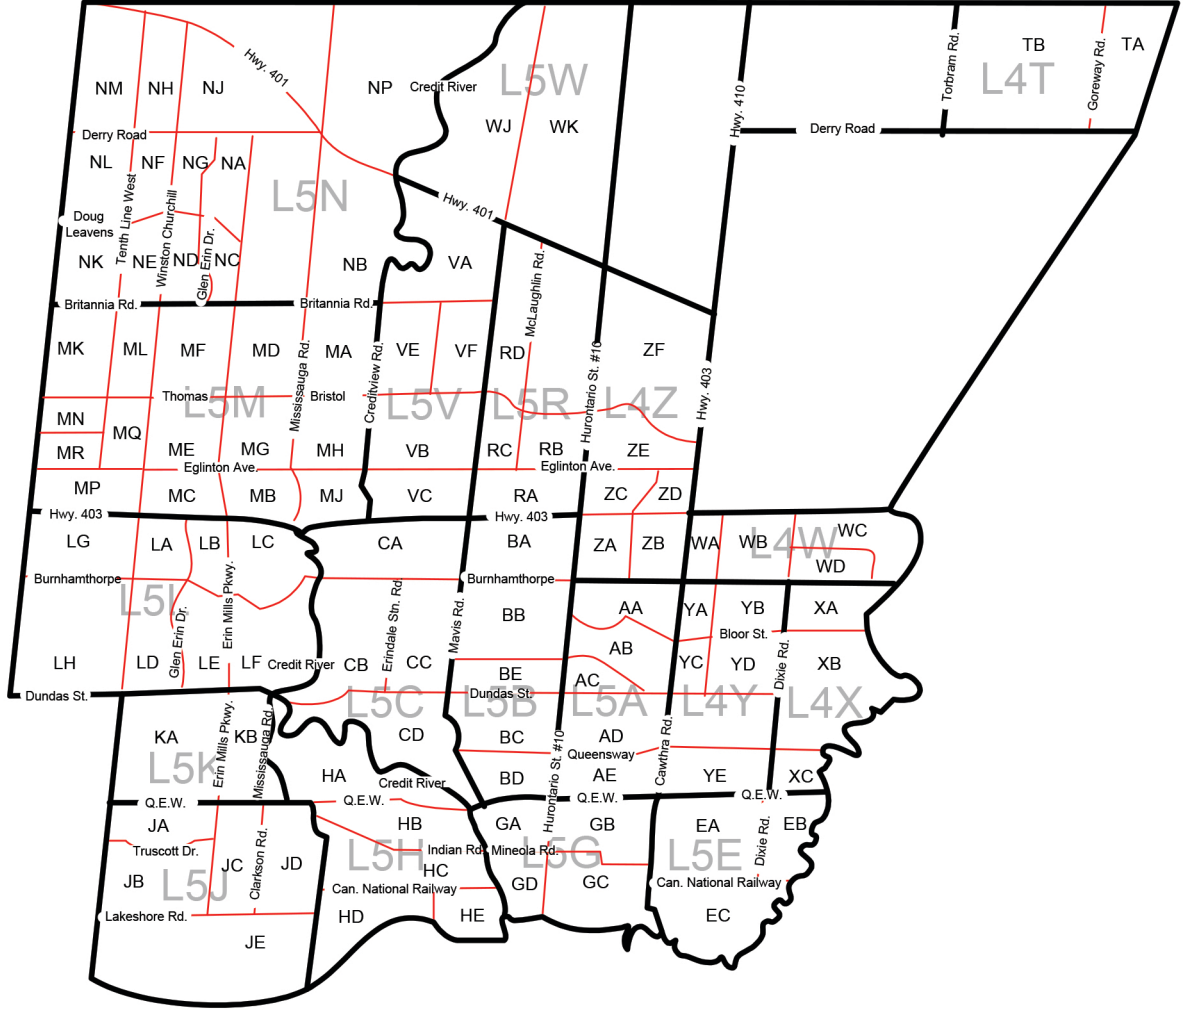 TB
TA
Torbram Rd.
Goreway Rd.
L4T
Hwy. 401
NM
NH
NJ
NP
Credit River
L5W
WJ
WK
Hwy. 410
Derry Road
Derry Road
NL
NF
NG
NA
L5N
Hwy. 401
Tenth Line West
Winston Churchill
Doug
Leavens
Glen Erin Dr.
NK
NE
ND
NC
NB
VA
McLaughlin Rd.
Britannia Rd.
Britannia Rd.
MK
ML
MF
MD
MA
VE
VF
RD
ZF
Mississauga Rd.
Creditview Rd.
Hurontario St. #10
Hwy. 403
Thomas
Bristol
L5M
L5V
L5R
L4Z
MN
MQ
MR
ME
MG
MH
VB
RC
RB
ZE
Eglinton Ave.
Eglinton Ave.
MP
MC
MB
MJ
VC
RA
ZC
ZD
Hwy. 403
Hwy. 403
LG
LA
LB
LC
CA
BA
ZA
ZB
WA
WB
L4W
WC
WD
Burnhamthorpe
Burnhamthorpe
L5L
Erin Mills Pkwy.
Glen Erin Dr.
Erindale Stn. Rd.
Mavis Rd.
BB
AA
YA
YB
XA
Bloor St.
AB
Dixie Rd.
LH
LD
LE
LF
Credit River
CB
CC
BE
AC
YC
YD
XB
Dundas St.
Dundas St.
L5C
L5B
L5A
L4Y
L4X
KA
KB
L5K
Erin Mills Pkwy.
Mississauga Rd.
CD
BC
AD
Queensway
Hurontario St. #10
Cawthra Rd.
HA
Credit River
BD
AE
YE
XC
Q.E.W.
Q.E.W.
Q.E.W.
Q.E.W.
JA
Truscott Dr.
HB
GA
GB
EA
EB
Dixie Rd.
L5H
Indian Rd.
Mineola Rd.
L5G
L5E
JB
JC
Clarkson Rd.
JD
L5J
HC
GD
GC
Can. National Railway
Can. National Railway
Lakeshore Rd.
HD
HE
EC
JE